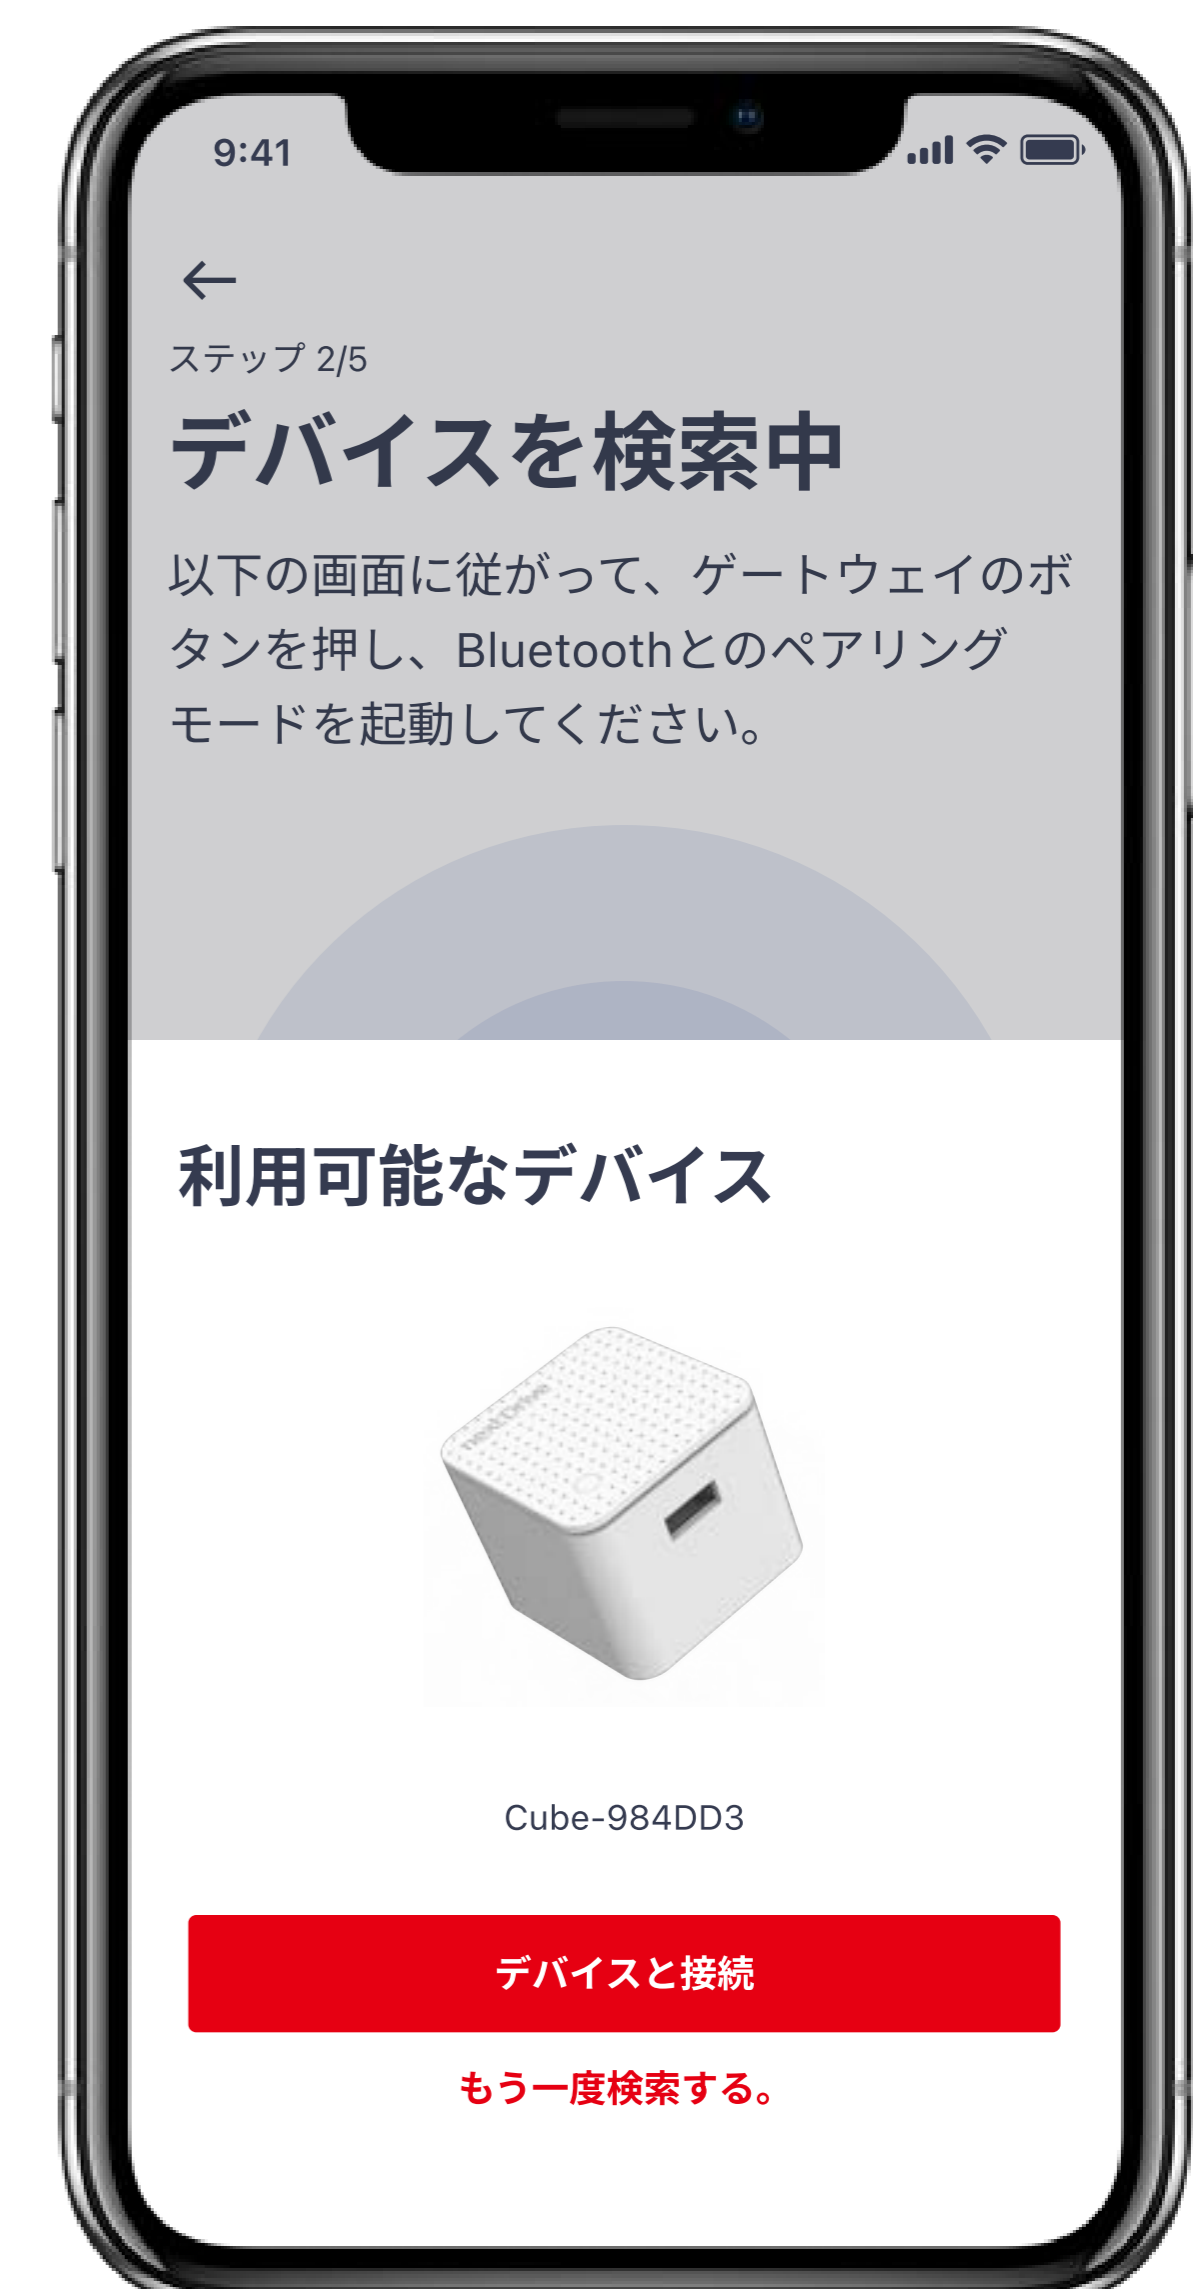 9:41
ステップ 2/5
デバイスを検索中
以下の画面に従がって、ゲートウェイのボ
タンを押し、Bluetoothとのペアリング
モードを起動してください。
利用可能なデバイス
nextDrive
Cube-984DD3
デバイスと接続
もう一度検索する。